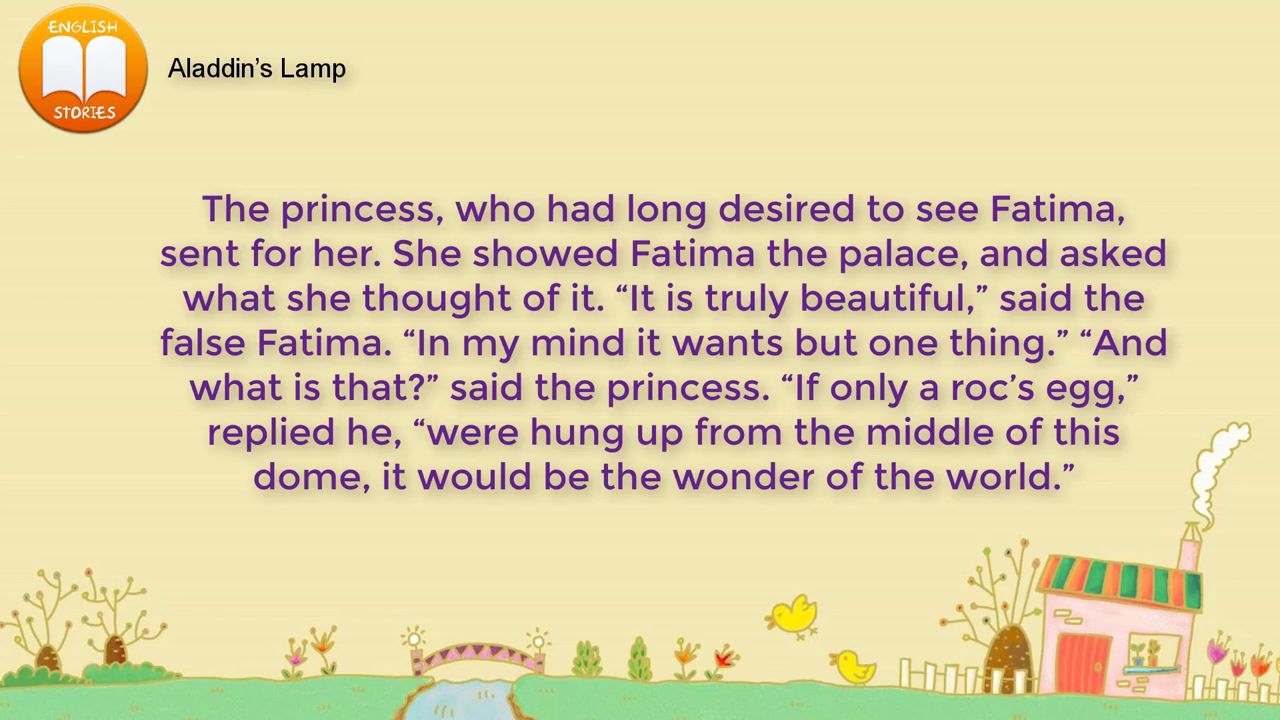 ENGLISH
STORIES
Aladdin’s Lamp
The princess, who had long desired to see Fatima,
sent for her. She showed Fatima the palace, and asked
what she thought of it. “It is truly beautiful,” said the
false Fatima. “In my mind it wants but one thing.” “And
what is that?” said the princess. “If only a roc’s egg,”
replied he, “were hung up from the middle of this
dome, it would be the wonder of the world.”